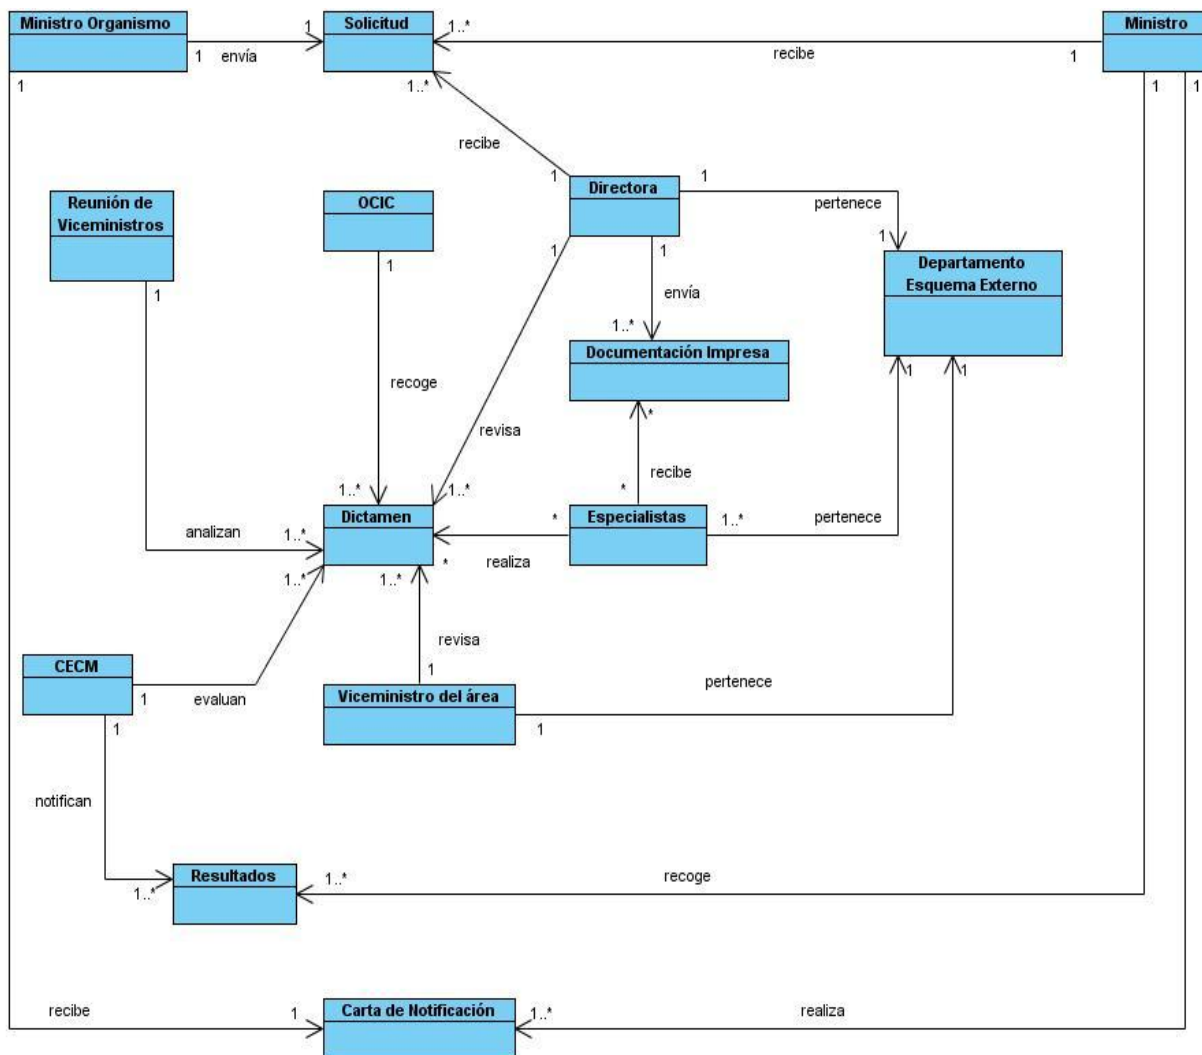 Ministro Organismo
1
Solicitud
1..*
Ministro
1
envía
recibe
1
1
1..*
1
1
recibe
1
Directora
1
pertenece
Reunión de
Viceministros
OCIC
1
1
1
1
1
Departamento
Esquema Externo
envía
1..*
Documentación Impresa
1
1
recoge
*
revisa
recibe
1..*
1..*
*
Dictamen
*
Especialistas
1..*
pertenece
analizan
1..*
realiza
1..*
1..*
*
revisa
CECM
1
pertenece
1
evaluan
Viceministro del área
1
1
notifican
Resultados
1..*
recoge
1..*
Carta de Notificación
recibe
1
1..*
realiza